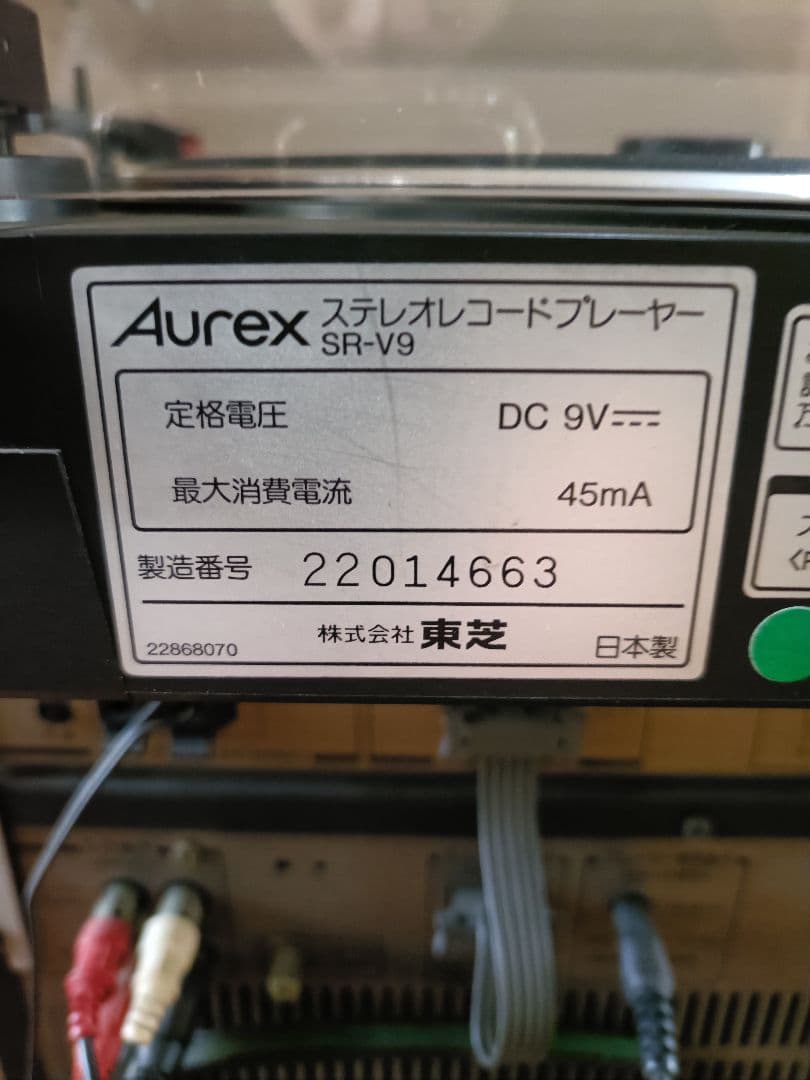 Aurex ステレオレコードプレーヤー
SR-V9
定格電圧 DC 9V⎓
最大消費電流 45mA
製造番号 22014663
22868070 株式会社 東芝 日本製